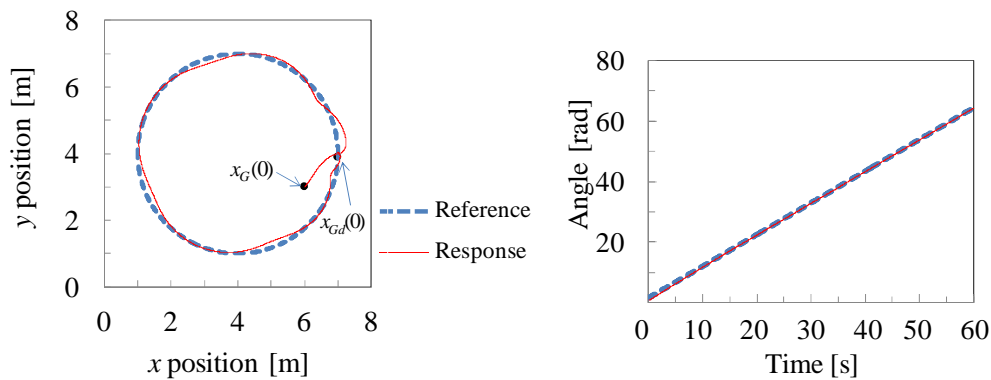 8
6
4
2
0
y position [m]
x_G(0)
x_Gd(0)
0 2 4 6 8
x position [m]
Reference
Response
80
60
40
20
Angle [rad]
0 10 20 30 40 50 60
Time [s]